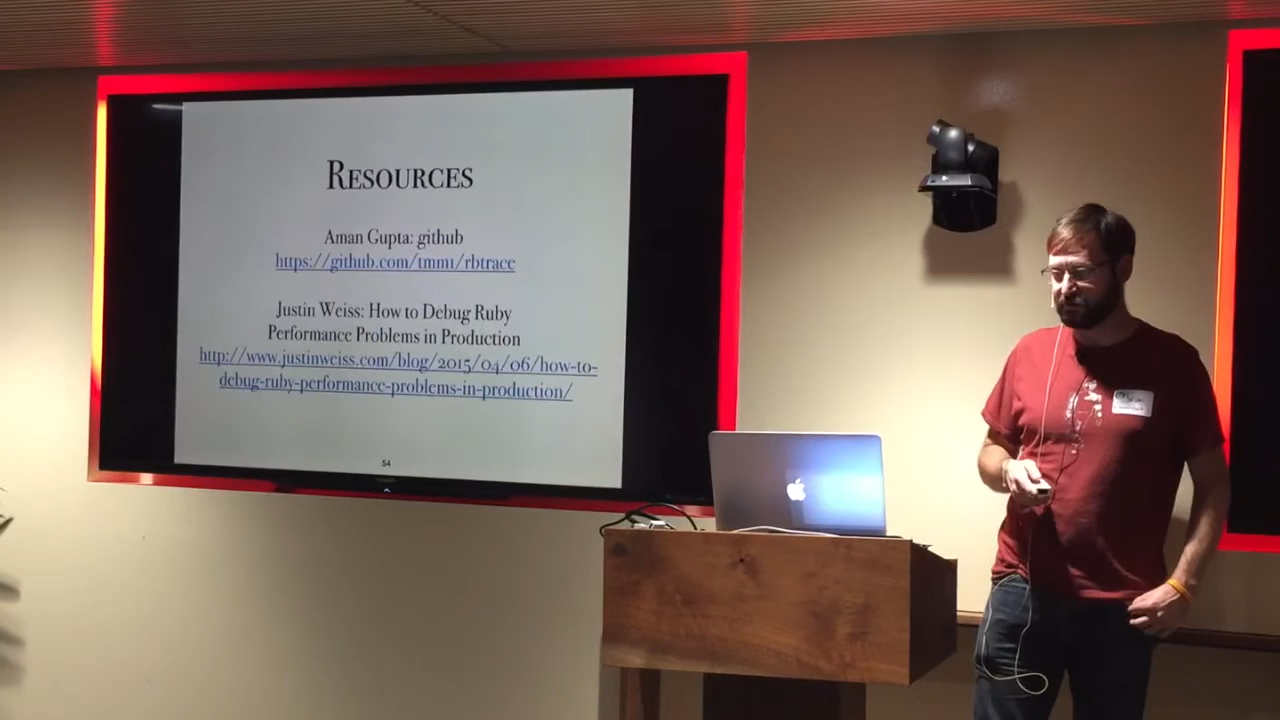 RESOURCES
Aman Gupta: github
https://github.com/tmm1/rbtrace
Justin Weiss: How to Debug Ruby
Performance Problems in Production
http://www.justinweiss.com/blog/2015/04/06/how-to-
debug-ruby-performance-problems-in-production/
54